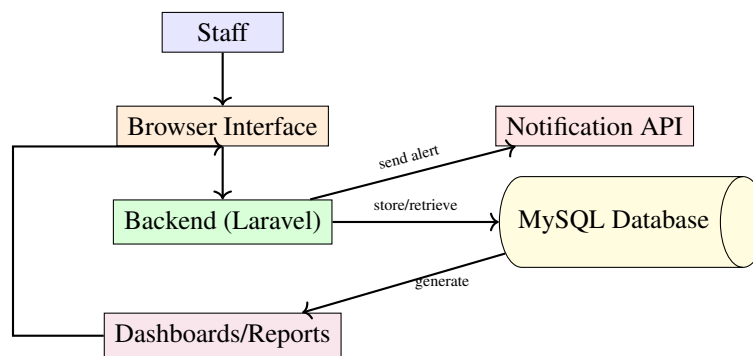 Staff
Browser Interface
Notification API
send alert
Backend (Laravel)
store/retrieve
MySQL Database
generate
Dashboards/Reports